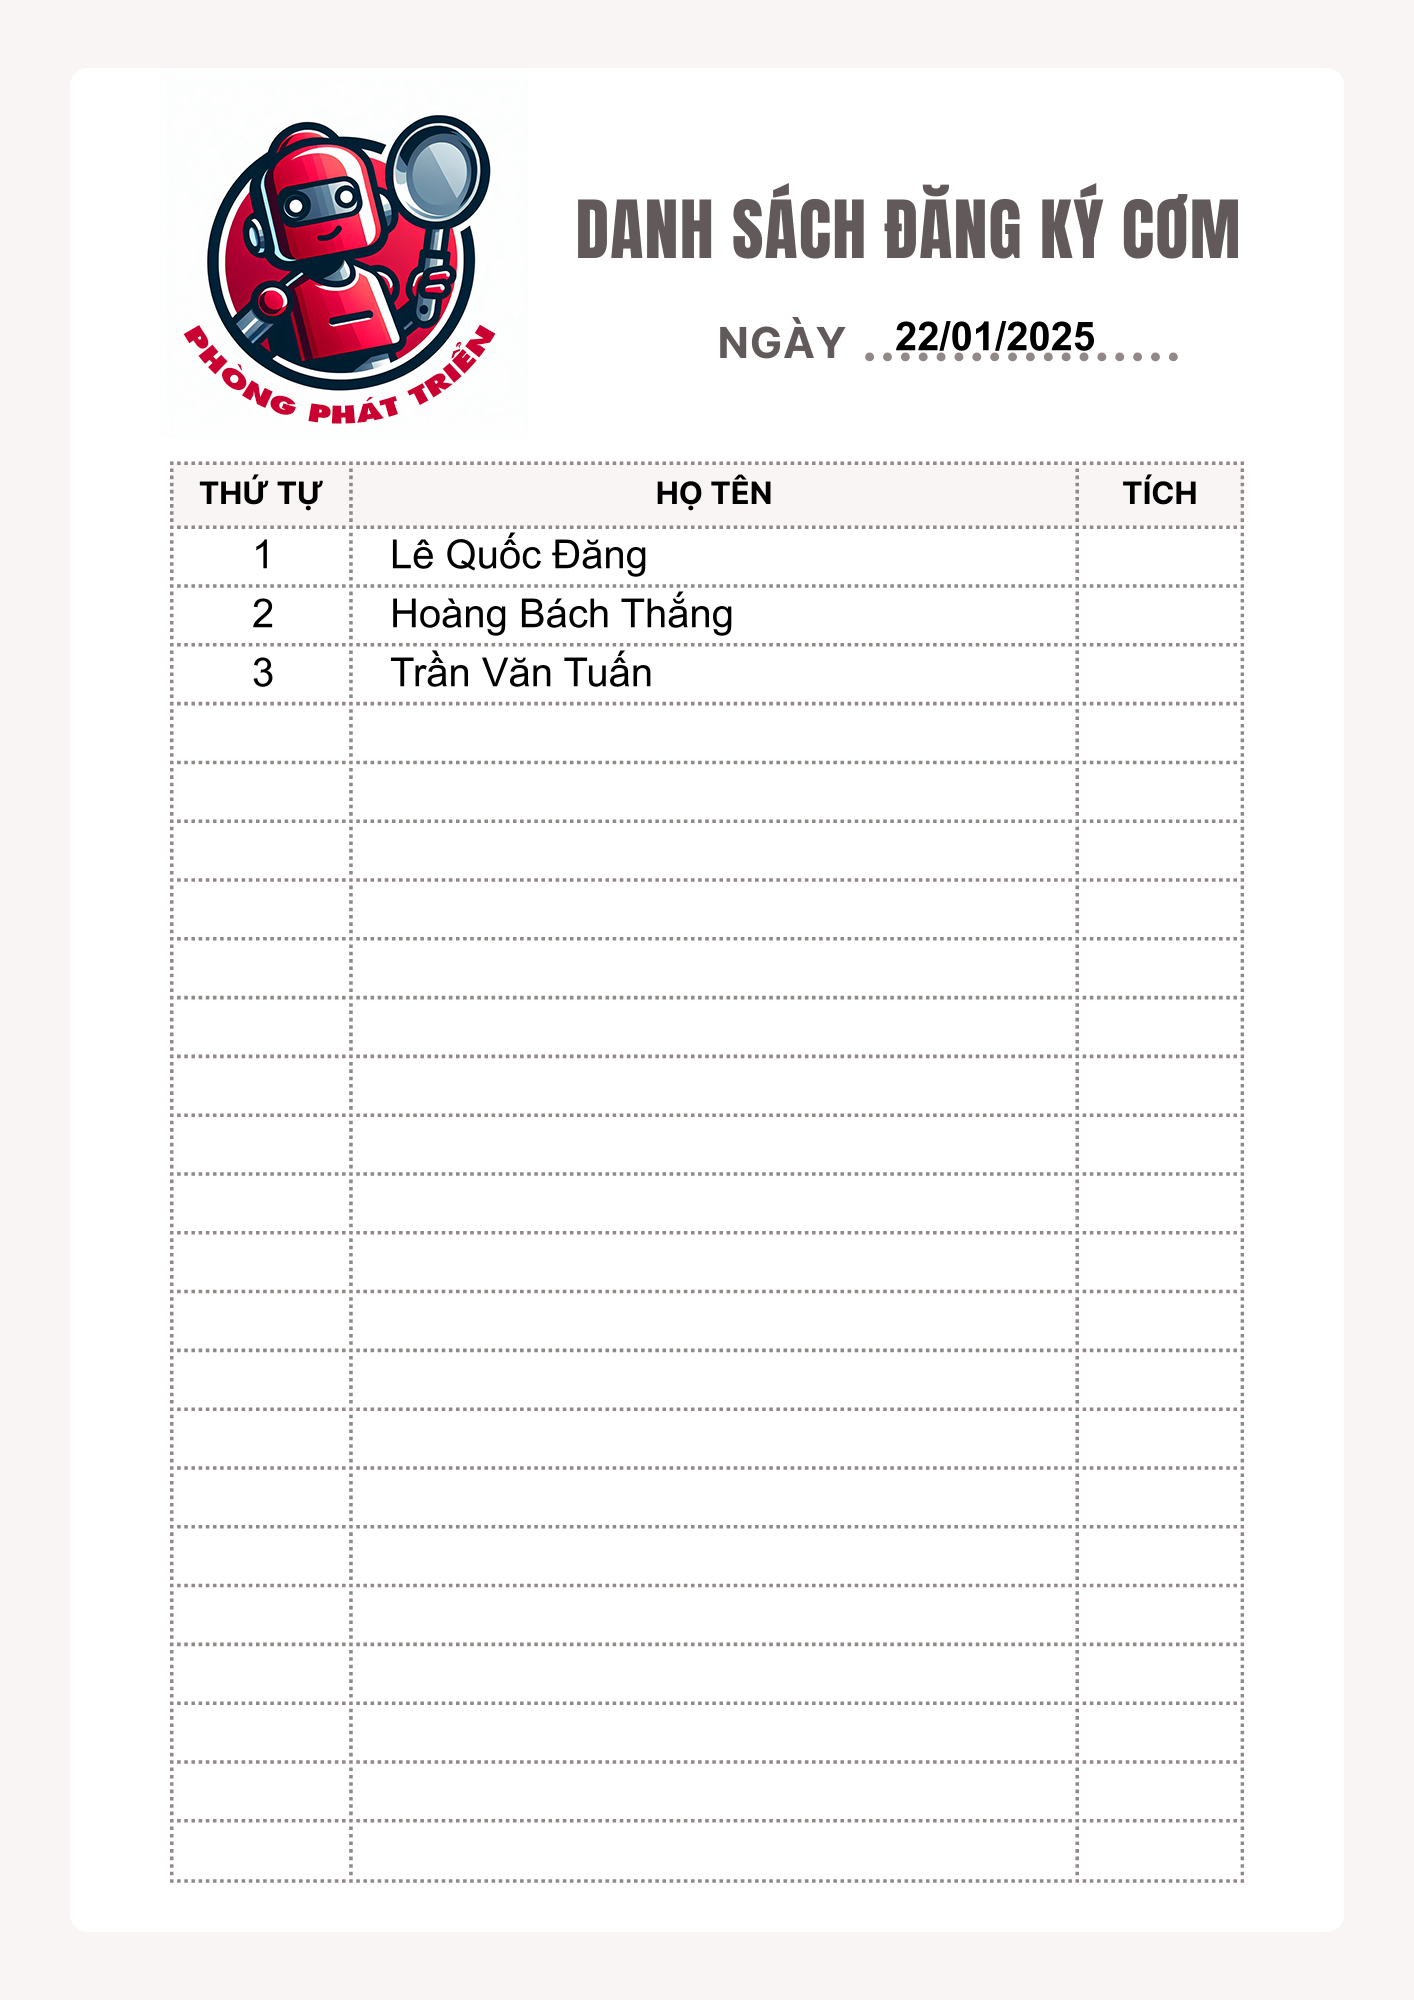 PHÒNG PHÁT TRIỂN
DANH SÁCH ĐĂNG KÝ CƠM
NGÀY 22/01/2025
THỨ TỰ HỌ TÊN TÍCH
1 Lê Quốc Đăng
2 Hoàng Bách Thắng
3 Trần Văn Tuấn